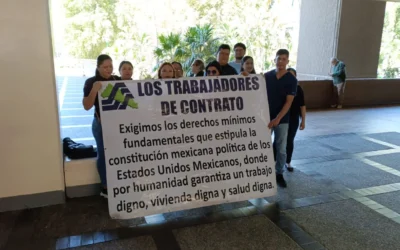 LOS TRABAJADORES
DE CONTRATO
Exigimos los derechos mínimos
fundamentales que estipula la
constitución mexicana política de los
Estados Unidos Mexicanos, donde
por humanidad garantiza un trabajo
digno, vivienda digna y salud digna.